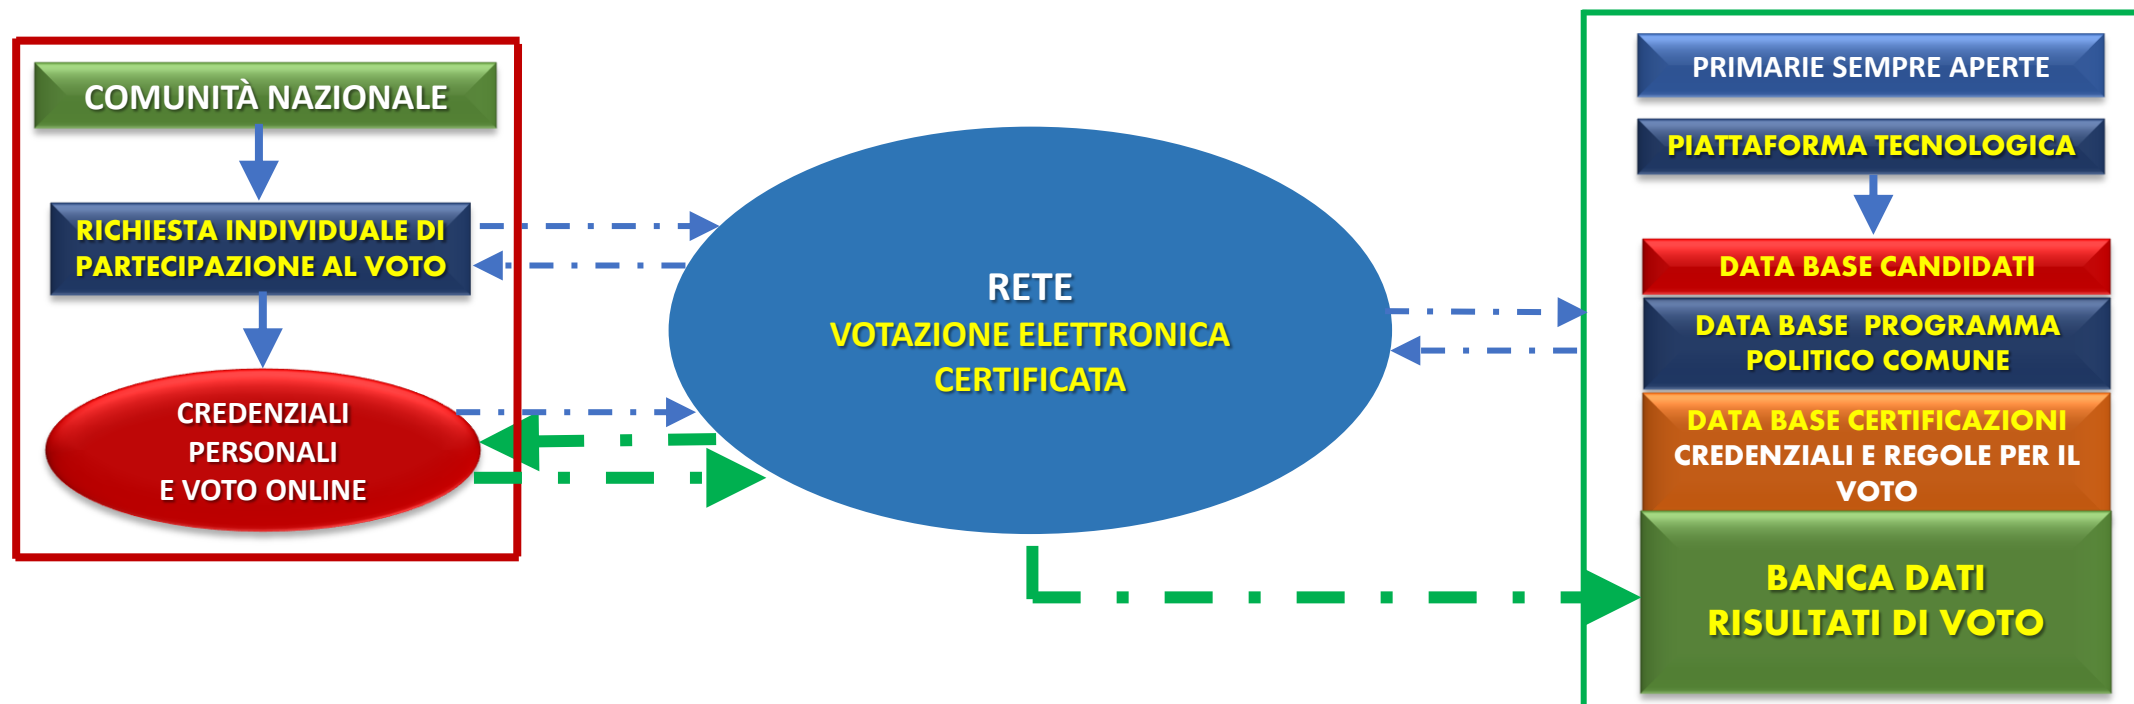 COMUNITÀ NAZIONALE
RICHIESTA INDIVIDUALE DI
PARTECIPAZIONE AL VOTO
CREDENZIALI
PERSONALI
E VOTO ONLINE
RETE
VOTAZIONE ELETTRONICA
CERTIFICATA
PRIMARIE SEMPRE APERTE
PIATTAFORMA TECNOLOGICA
DATA BASE CANDIDATI
DATA BASE PROGRAMMA
POLITICO COMUNE
DATA BASE CERTIFICAZIONI
CREDENZIALI E REGOLE PER IL
VOTO
BANCA DATI
RISULTATI DI VOTO